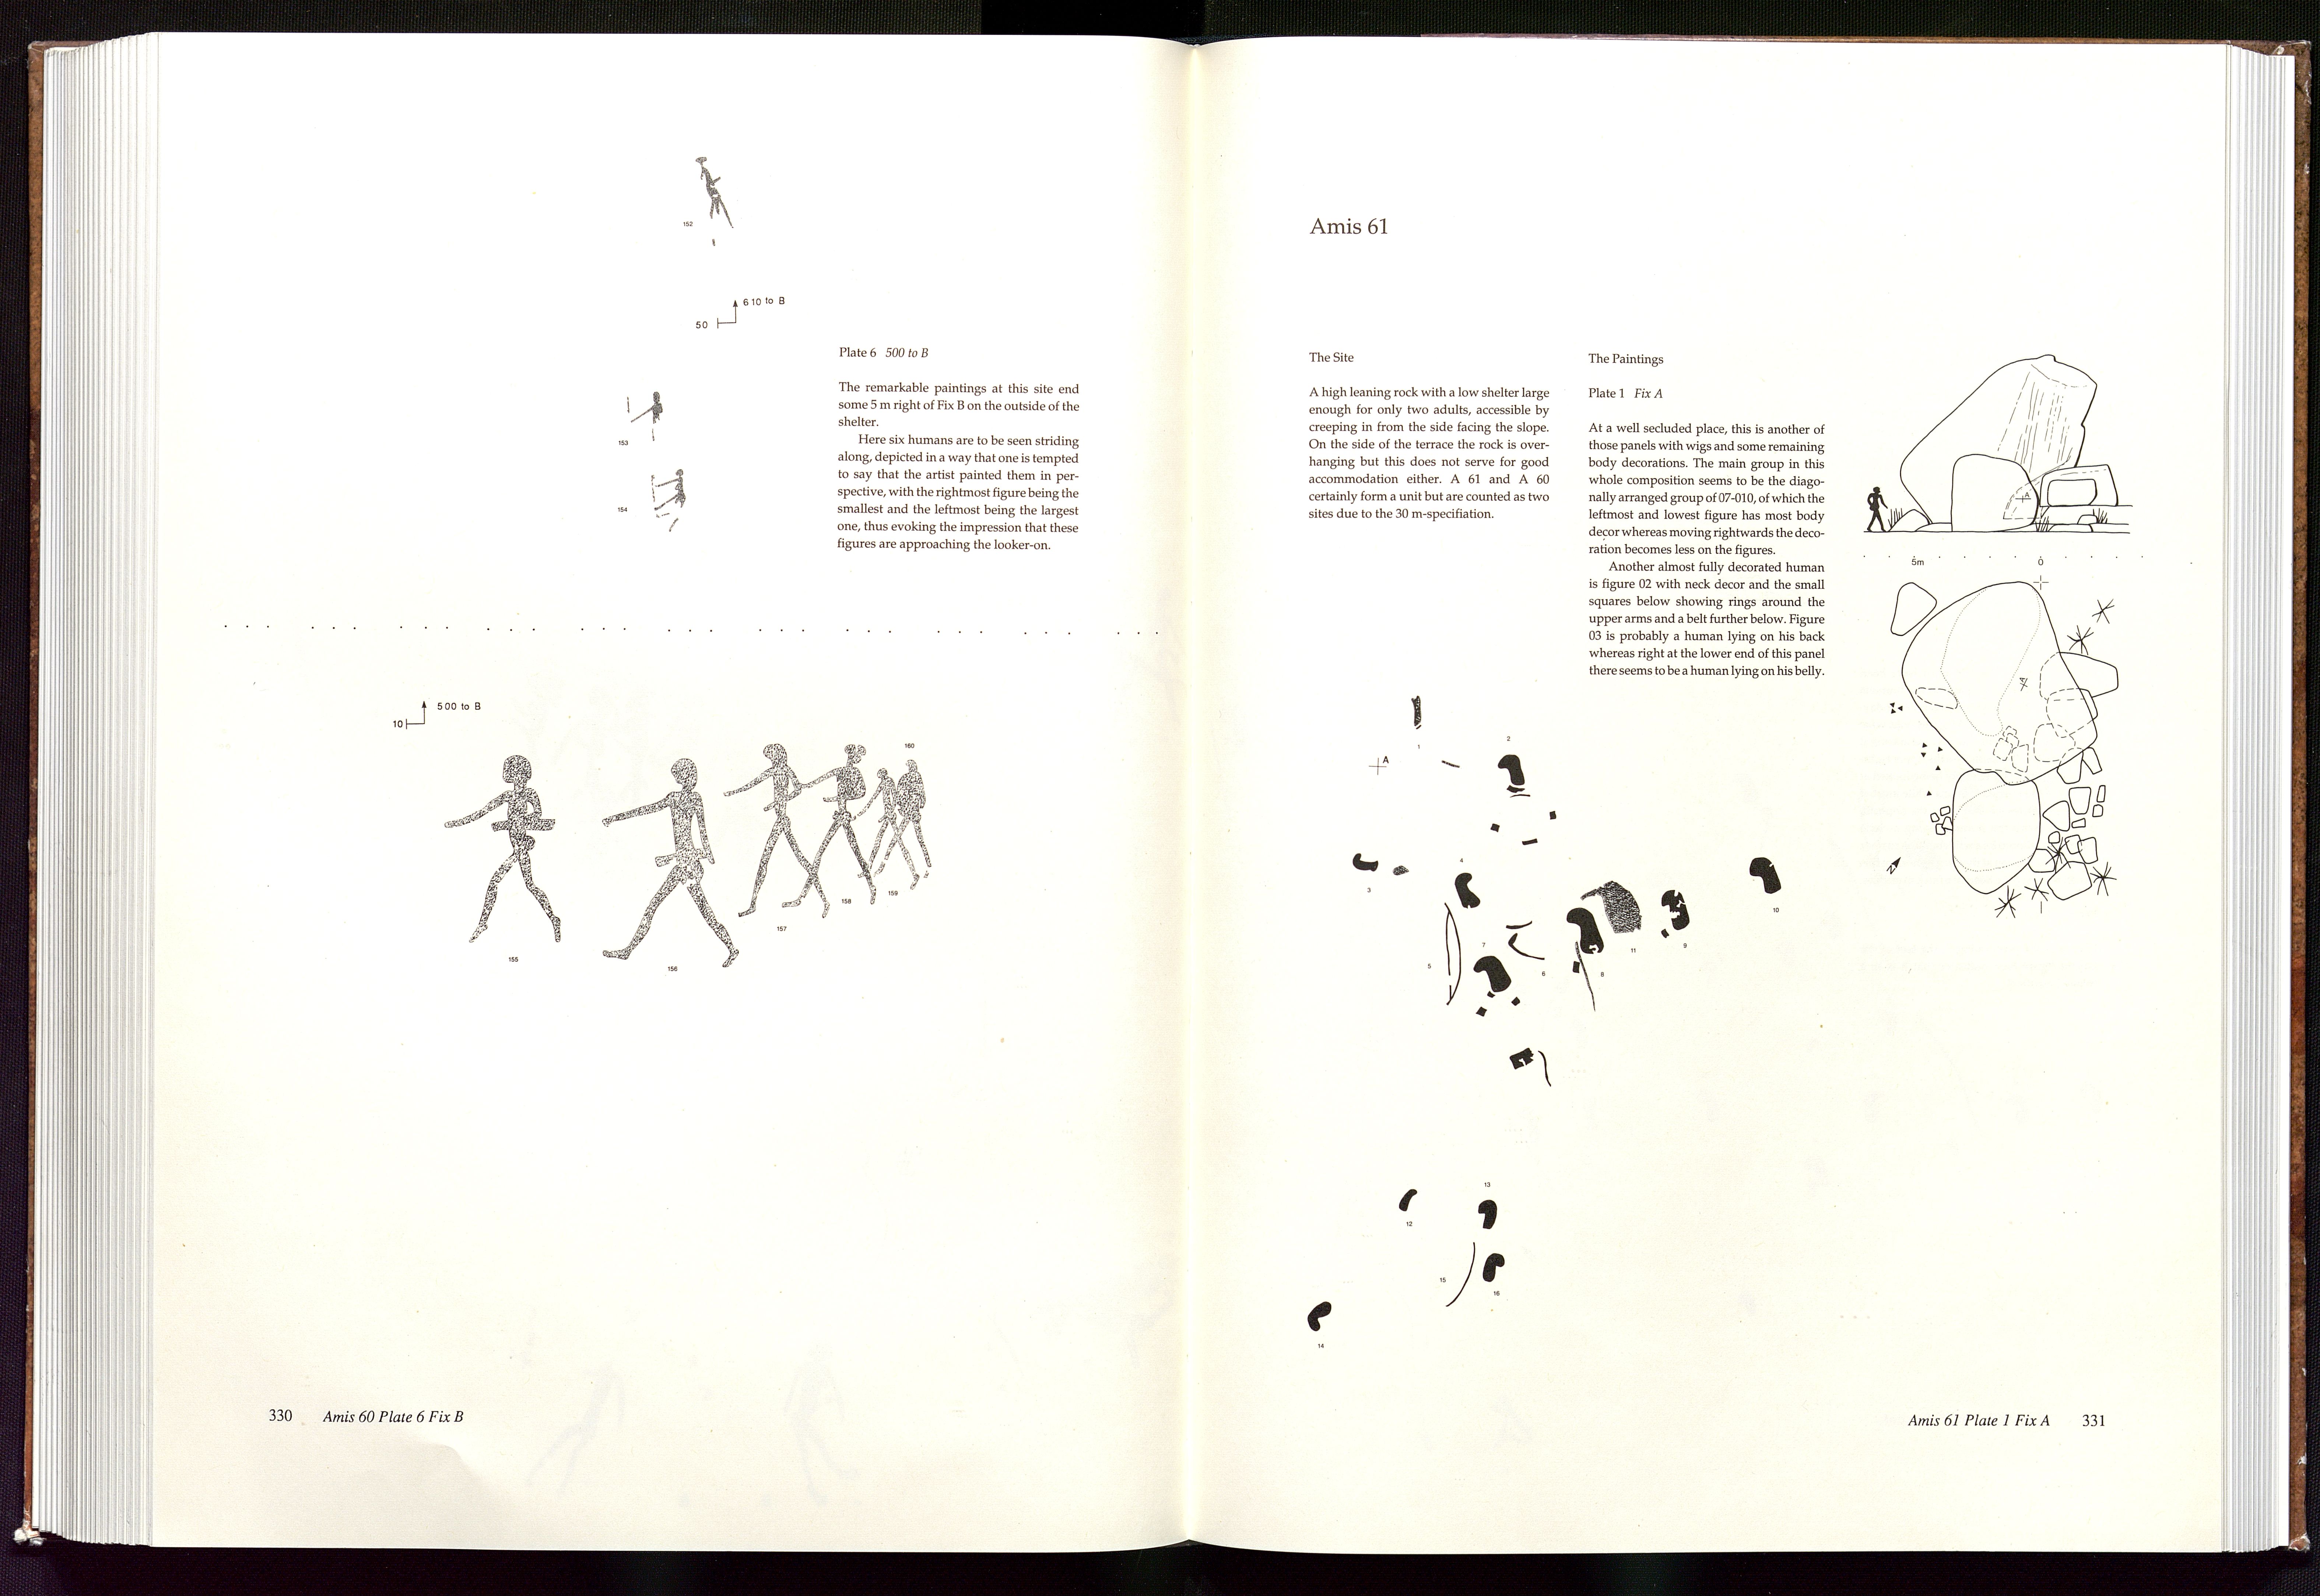 152
610 to B
50
Plate 6 500 to B
The remarkable paintings at this site end
some 5 m right of Fix B on the outside of the
shelter.
Here six humans are to be seen striding
along, depicted in a way that one is tempted
to say that the artist painted them in per-
spective, with the rightmost figure being the
smallest and the leftmost being the largest
one, thus evoking the impression that these
figures are approaching the looker-on.
153
154
500 to B
10
160
159
158
157
155
156
330 Amis 60 Plate 6 Fix B
Amis 61
The Site
A high leaning rock with a low shelter large
enough for only two adults, accessible by
creeping in from the side facing the slope.
On the side of the terrace the rock is over-
hanging but this does not serve for good
accommodation either. A 61 and A 60
certainly form a unit but are counted as two
sites due to the 30 m-specifiation.
The Paintings
Plate 1 Fix A
At a well secluded place, this is another of
those panels with wigs and some remaining
body decorations. The main group in this
whole composition seems to be the diago-
nally arranged group of 07-010, of which the
leftmost and lowest figure has most body
decor whereas moving rightwards the deco-
ration becomes less on the figures.
Another almost fully decorated human
is figure 02 with neck decor and the small
squares below showing rings around the
upper arms and a belt further below. Figure
03 is probably a human lying on his back
whereas right at the lower end of this panel
there seems to be a human lying on his belly.
A
5m
0
A
N
1
2
A
3
4
10
7
11
9
5
6
8
13
12
15
16
14
Amis 61 Plate 1 Fix A 331